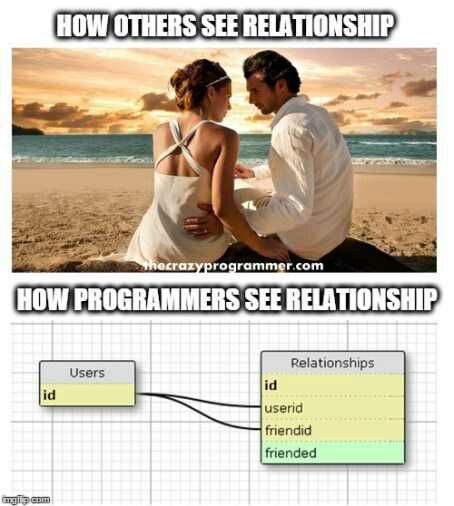 HOW OTHERS SEE RELATIONSHIP
thecrazyprogrammer.com
HOW PROGRAMMERS SEE RELATIONSHIP
Users
id
Relationships
id
userid
friendid
friended
imgflip.com